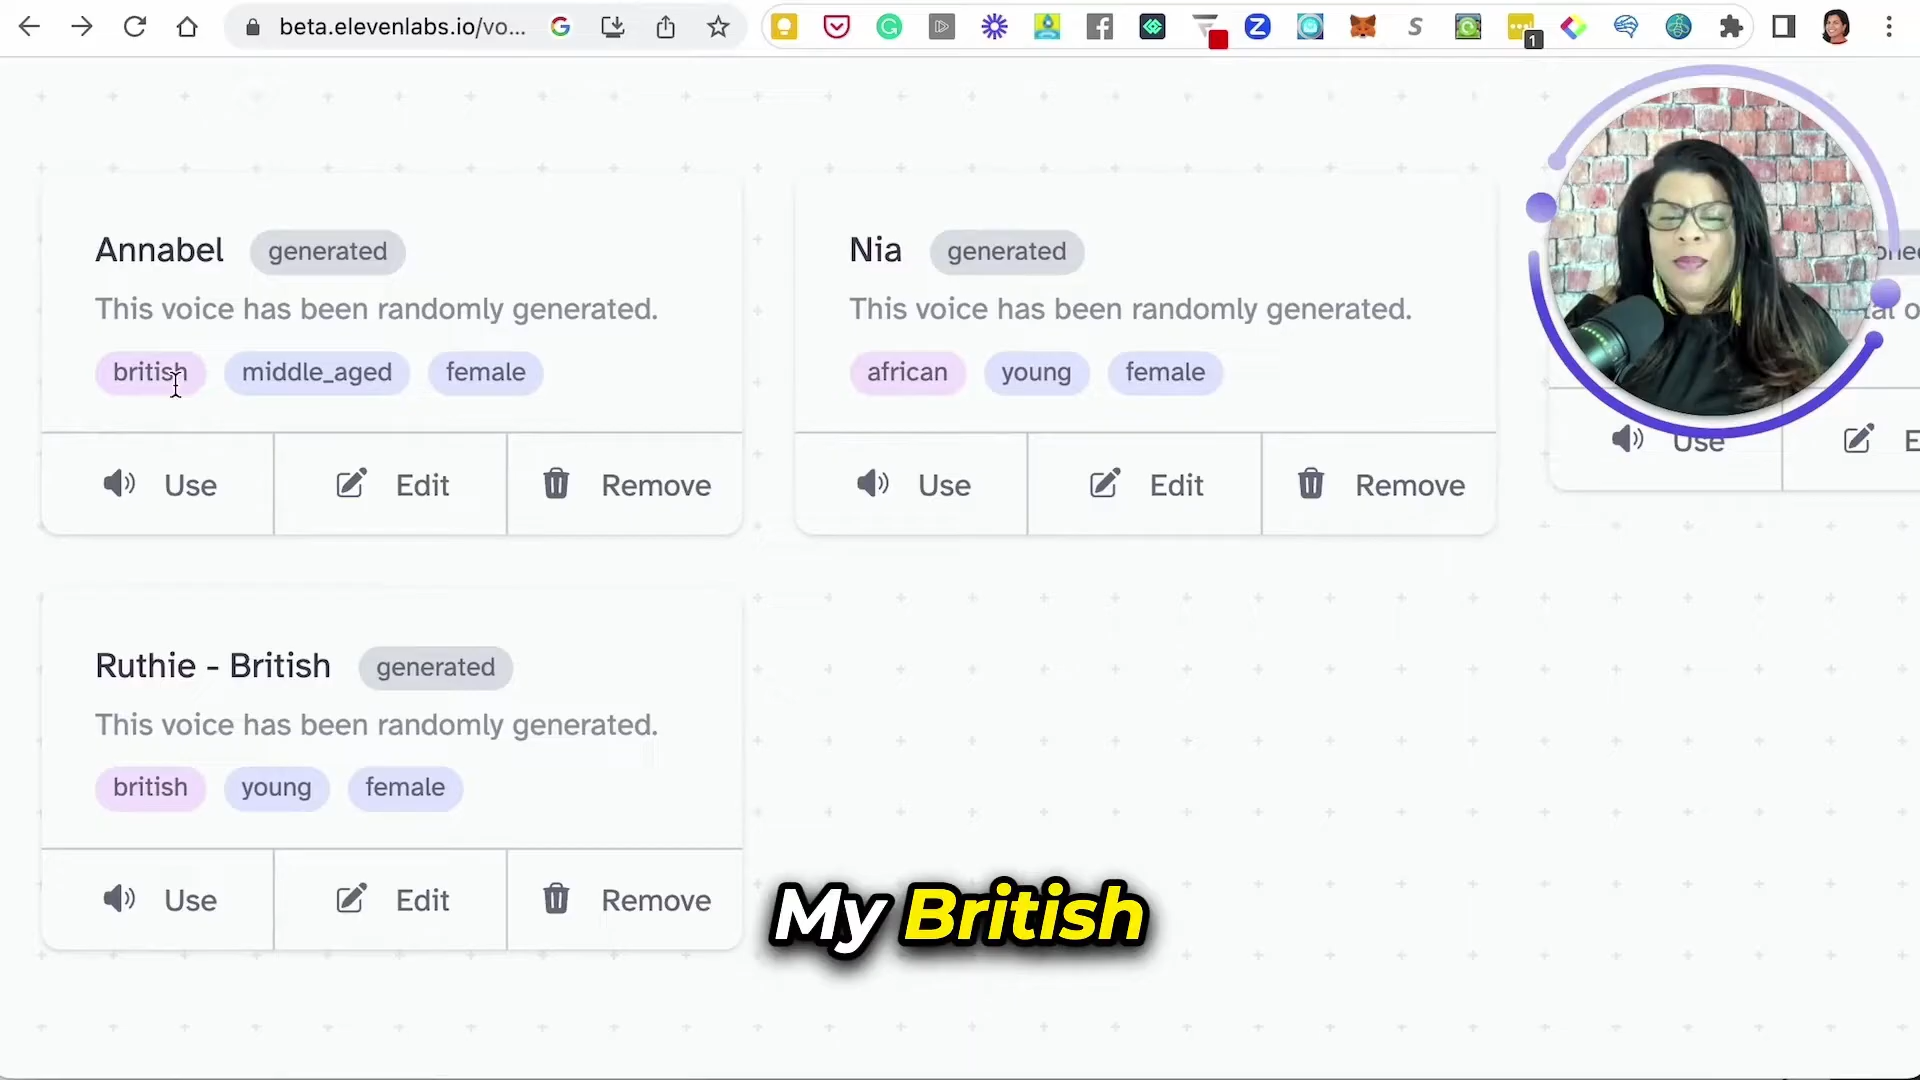 beta.elevenlabs.io/vo...
1
Annabel generated
This voice has been randomly generated.
british middle_aged female
Use Edit Remove
Nia generated
This voice has been randomly generated.
african young female
Use Edit Remove
Use
Ruthie - British generated
This voice has been randomly generated.
british young female
Use Edit Remove
My British